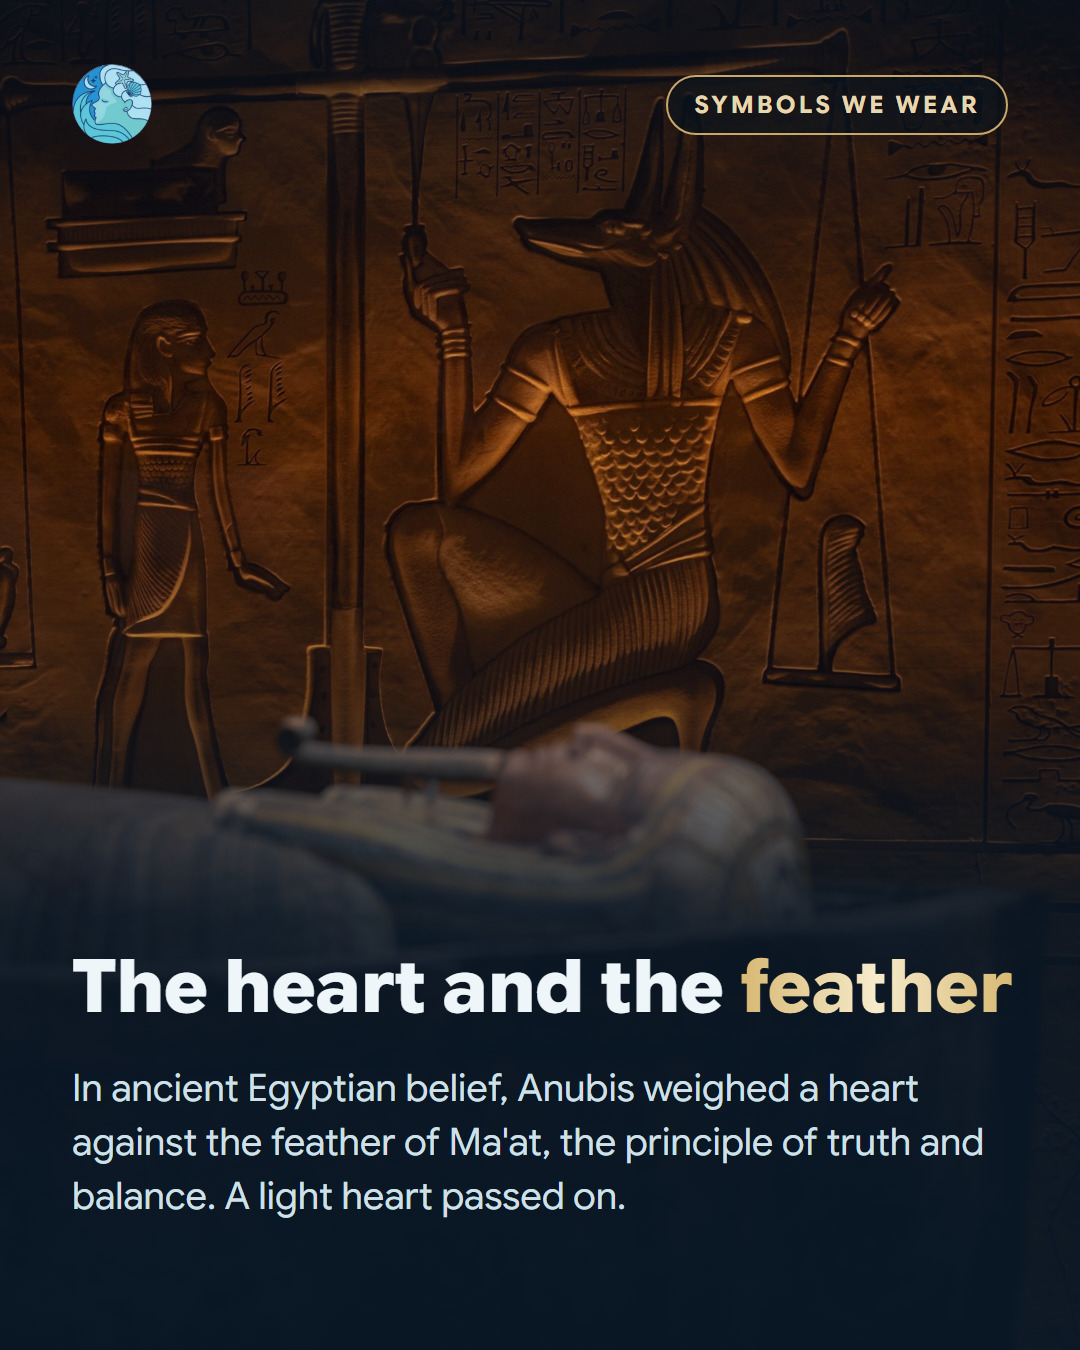 SYMBOLS WE WEAR
The heart and the feather
In ancient Egyptian belief, Anubis weighed a heart
against the feather of Ma'at, the principle of truth and
balance. A light heart passed on.